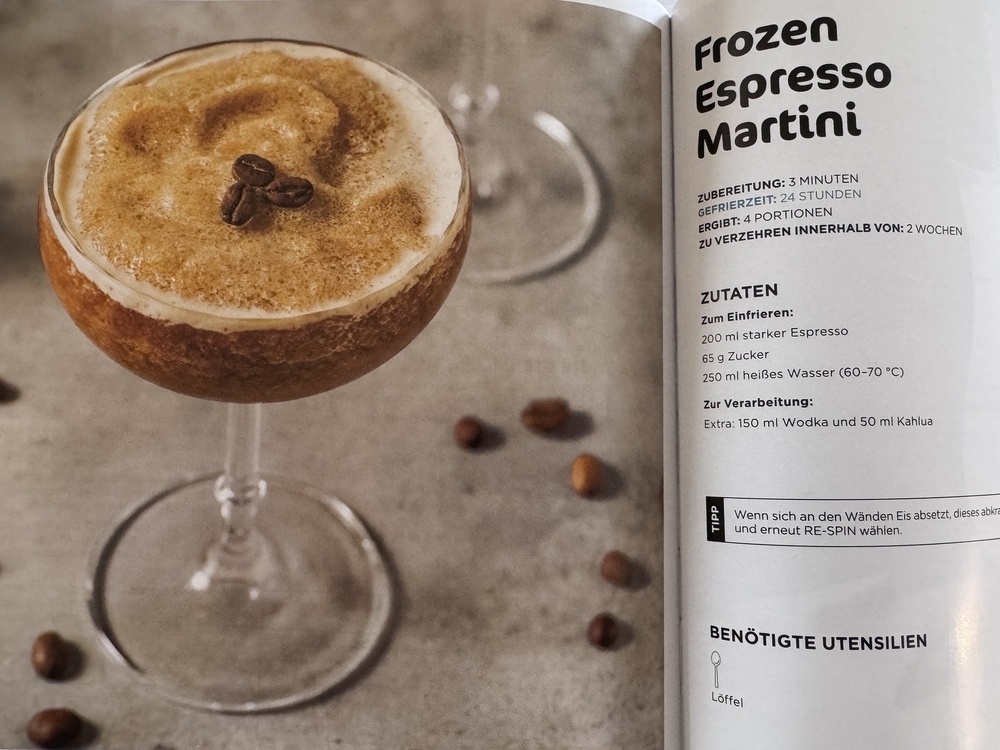 Frozen
Espresso
Martini
ZUBEREITUNG: 3 MINUTEN
GEFRIERZEIT: 24 STUNDEN
ERGIBT: 4 PORTIONEN
ZU VERZEHREN INNERHALB VON: 2 WOCHEN
ZUTATEN
Zum Einfrieren:
200 ml starker Espresso
65 g Zucker
250 ml heißes Wasser (60–70 °C)
Zur Verarbeitung:
Extra: 150 ml Wodka und 50 ml Kahlua
TIPP
Wenn sich an den Wänden Eis absetzt, dieses
und erneut RE-SPIN wählen.
BENÖTIGTE UTENSILIEN
Löffel